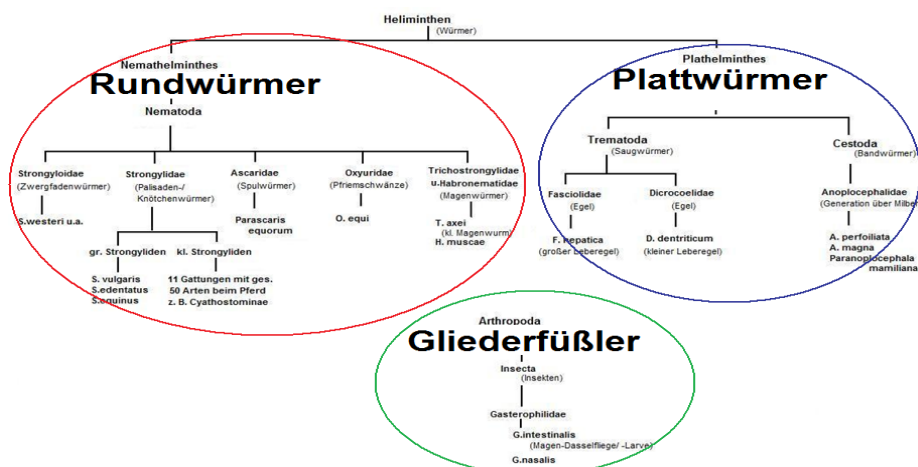 Heliminthen
(Würmer)
Nemathelminthes
Rundwürmer
Nematoda
Strongyloidae
(Zwergfadenwürmer)
S.westeri u.a.
Strongylidae
(Palisaden-/
Knötchenwürmer)
gr. Strongyliden
S. vulgaris
S.edentatus
S.equinus
kl. Strongyliden
11 Gattungen mit ges.
50 Arten beim Pferd
z. B. Cyathostominae
Ascaridae
(Spulwürmer)
Parascaris
equorum
Oxyuridae
(Pfriemschwänze)
O. equi
Trichostrongylidae
u.Habronematidae
(Magenwürmer)
T. axei
(kl. Magenwurm)
H. muscae
Plathelminthes
Plattwürmer
Trematoda
(Saugwürmer)
Fasciolidae
(Egel)
F. hepatica
(großer Leberegel)
Dicrocoelidae
(Egel)
D. dentriticum
(kleiner Leberegel)
Cestoda
(Bandwürmer)
Anoplocephalidae
(Generation über Milben
A. perfoiliata
A. magna
Paranoplocephala
mamiliana
Arthropoda
Gliederfüßler
Insecta
(Insekten)
Gasterophilidae
G.intestinalis
(Magen-Dasselfliege/ -Larve)
G.nasalis